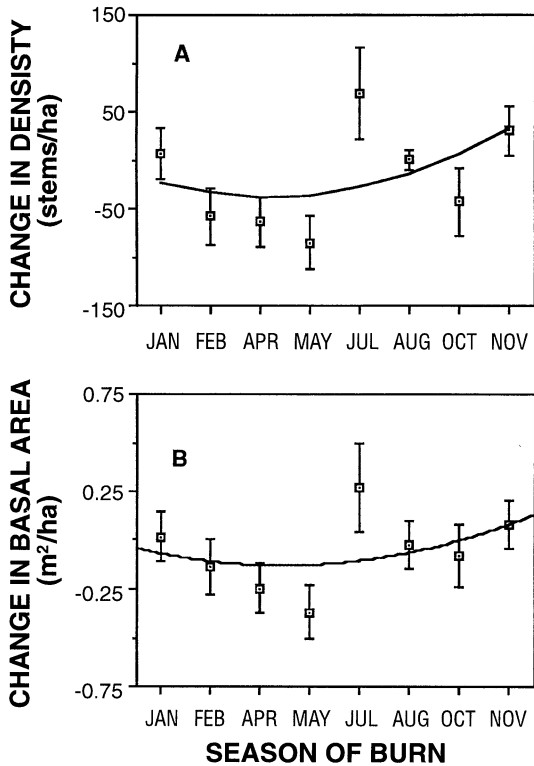 CHANGE IN DENSISTY
(stems/ha)
A
150
50
-50
-150
JAN FEB APR MAY JUL AUG OCT NOV
CHANGE IN BASAL AREA
(m²/ha)
B
0.75
0.25
-0.25
-0.75
JAN FEB APR MAY JUL AUG OCT NOV
SEASON OF BURN